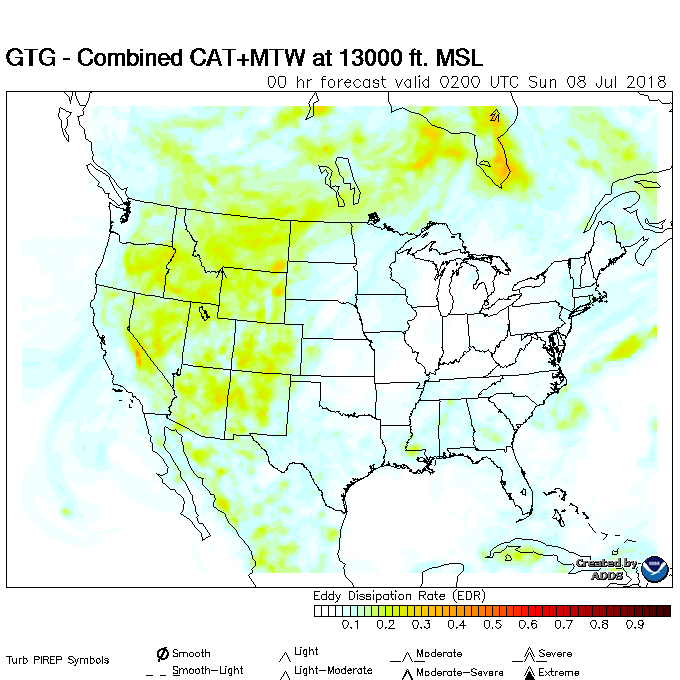 GTG - Combined CAT+MTW at 13000 ft. MSL
00 hr forecast valid 0200 UTC Sun 08 Jul 2018
Created by
ADDS
Eddy Dissipation Rate (EDR)
0.1 0.2 0.3 0.4 0.5 0.6 0.7 0.8 0.9
Turb PIREP Symbols
Smooth Light Moderate Severe
Smooth-Light Light-Moderate Moderate-Severe Extreme